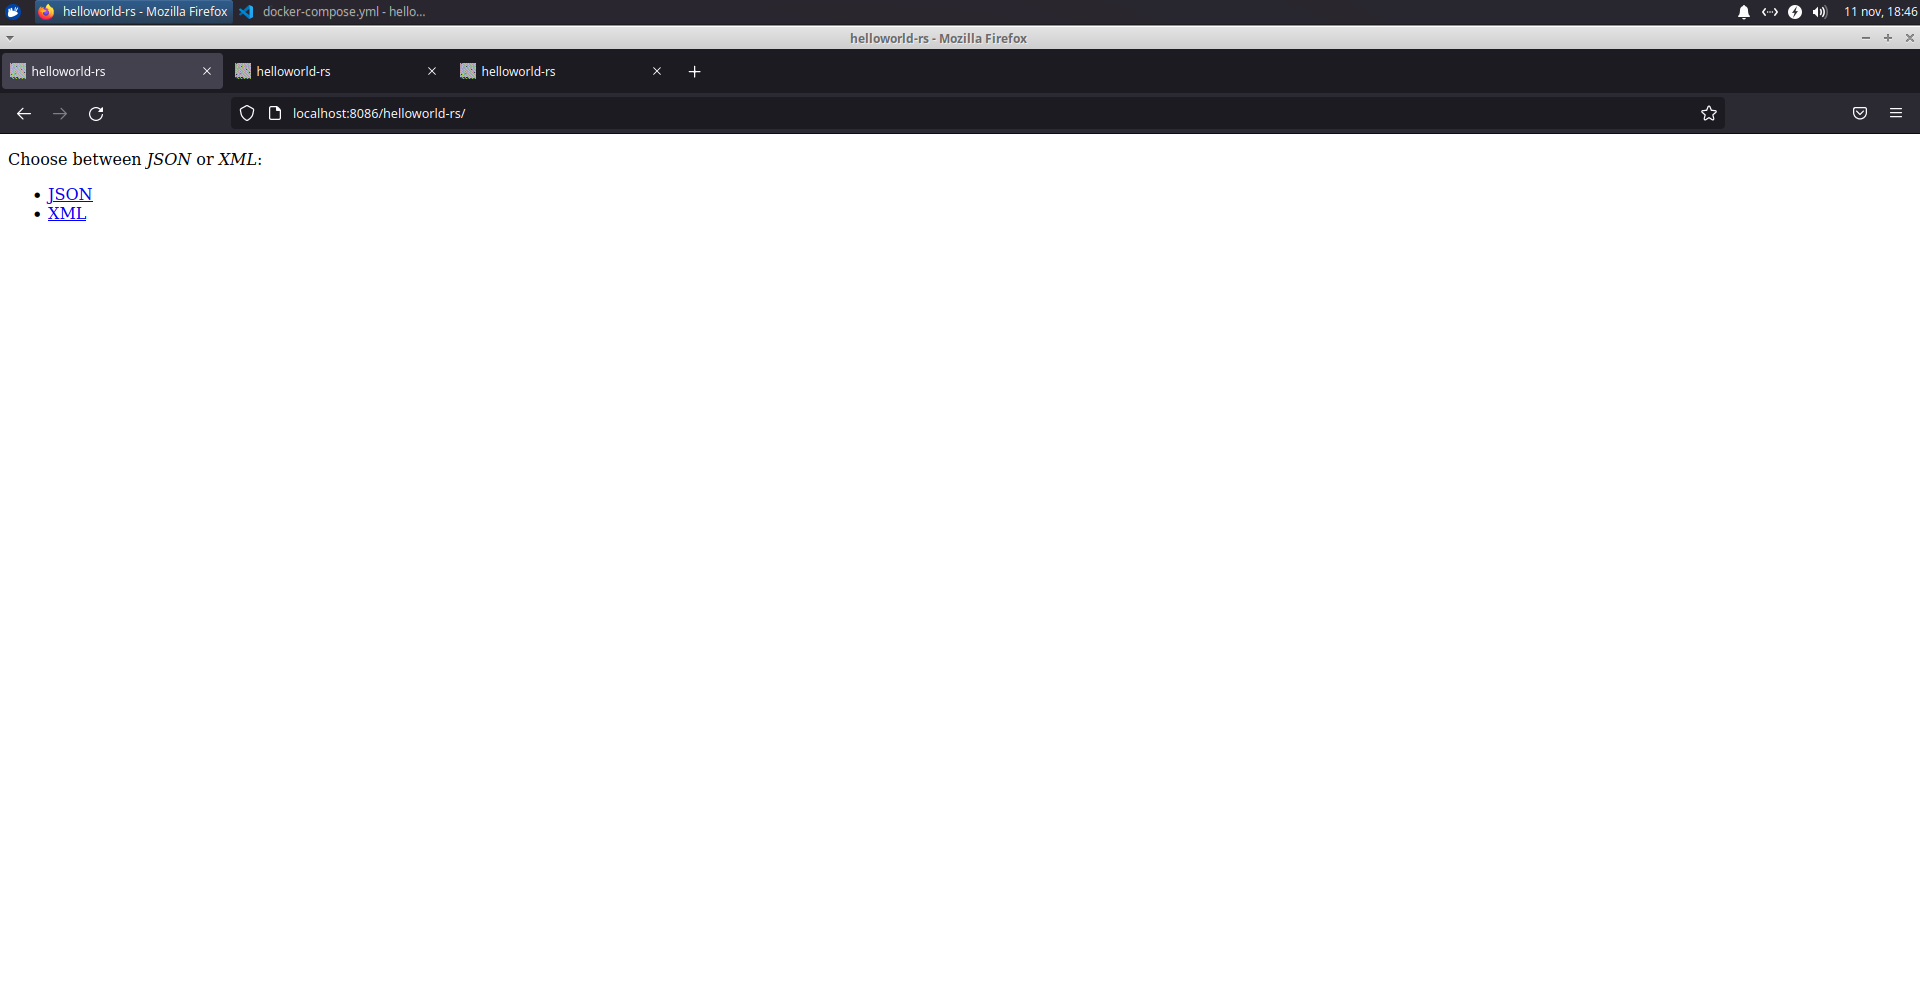 helloworld-rs - Mozilla Firefox
docker-compose.yml - hello...
11 nov, 18:46
helloworld-rs - Mozilla Firefox
helloworld-rs
helloworld-rs
helloworld-rs
localhost:8086/helloworld-rs/
Choose between JSON or XML:
• JSON
• XML